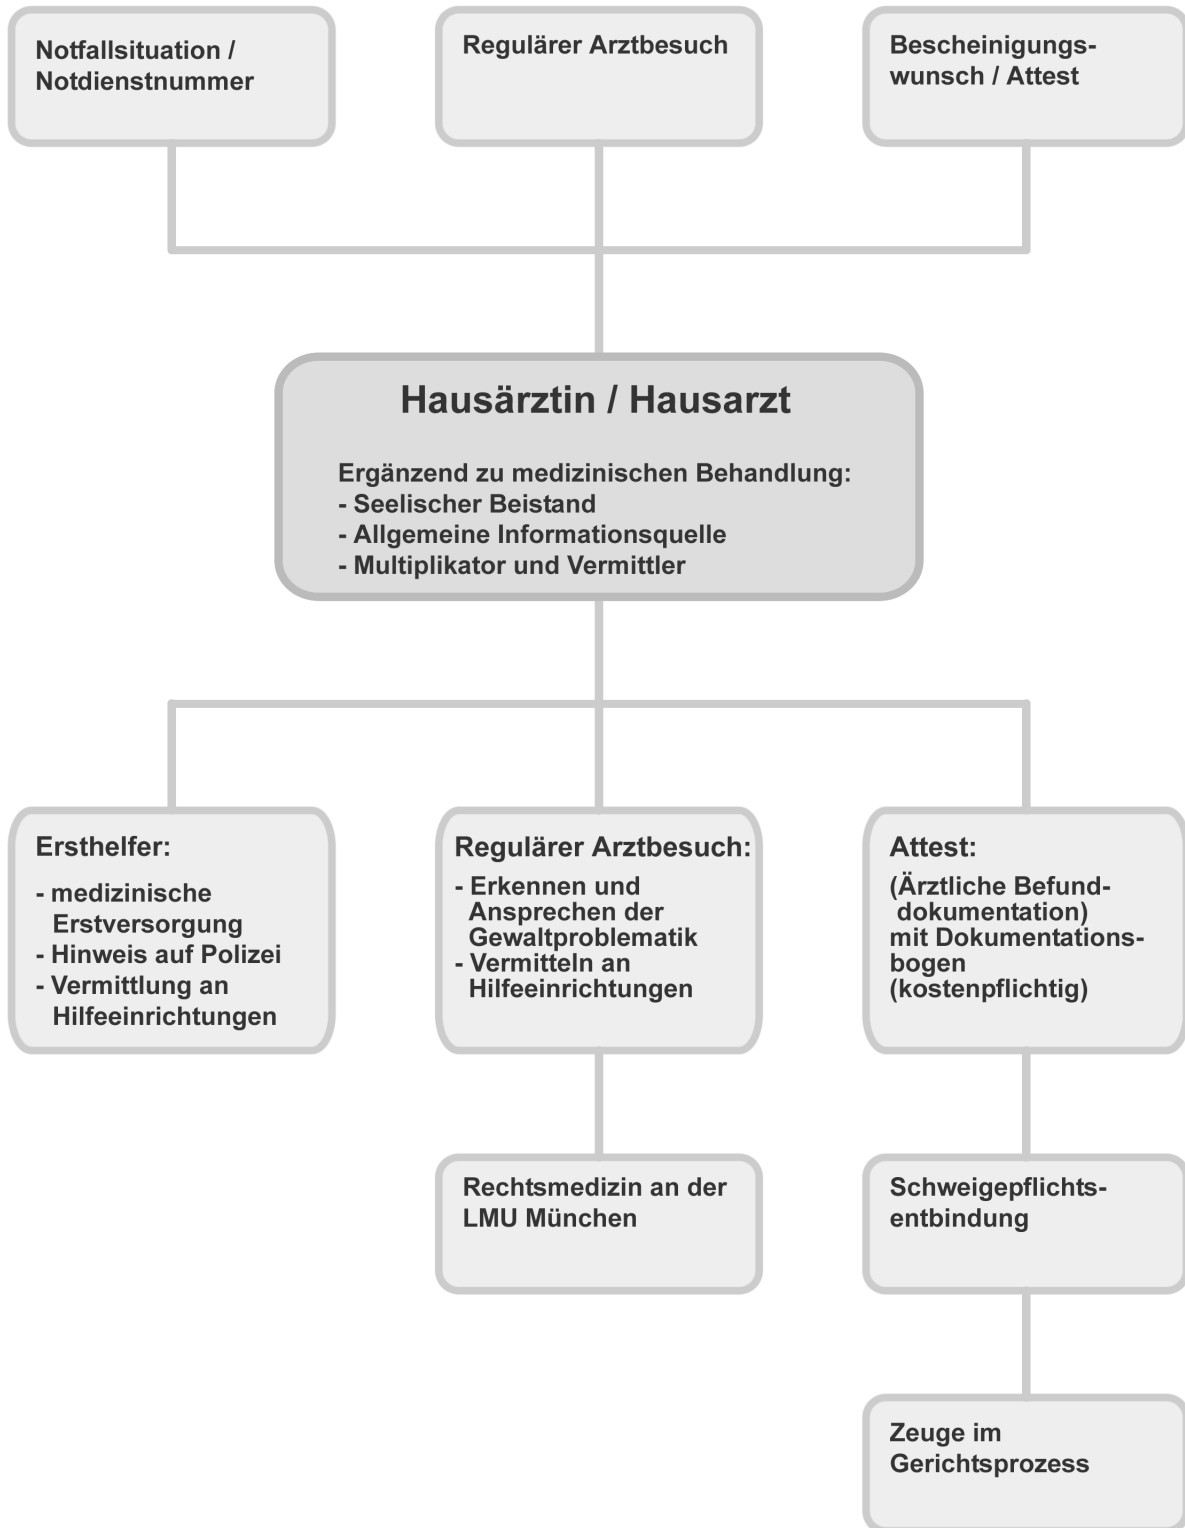 Notfallsituation /
Notdienstnummer
Regulärer Arztbesuch
Bescheinigungs-
wunsch / Attest
Hausärztin / Hausarzt
Ergänzend zu medizinischen Behandlung:
- Seelischer Beistand
- Allgemeine Informationsquelle
- Multiplikator und Vermittler
Ersthelfer:
- medizinische
Erstversorgung
- Hinweis auf Polizei
- Vermittlung an
Hilfeeinrichtungen
Regulärer Arztbesuch:
- Erkennen und
Ansprechen der
Gewaltproblematik
- Vermitteln an
Hilfeeinrichtungen
Attest:
(Ärztliche Befund-
dokumentation)
mit Dokumentations-
bogen
(kostenpflichtig)
Rechtsmedizin an der
LMU München
Schweigepflichts-
entbindung
Zeuge im
Gerichtsprozess